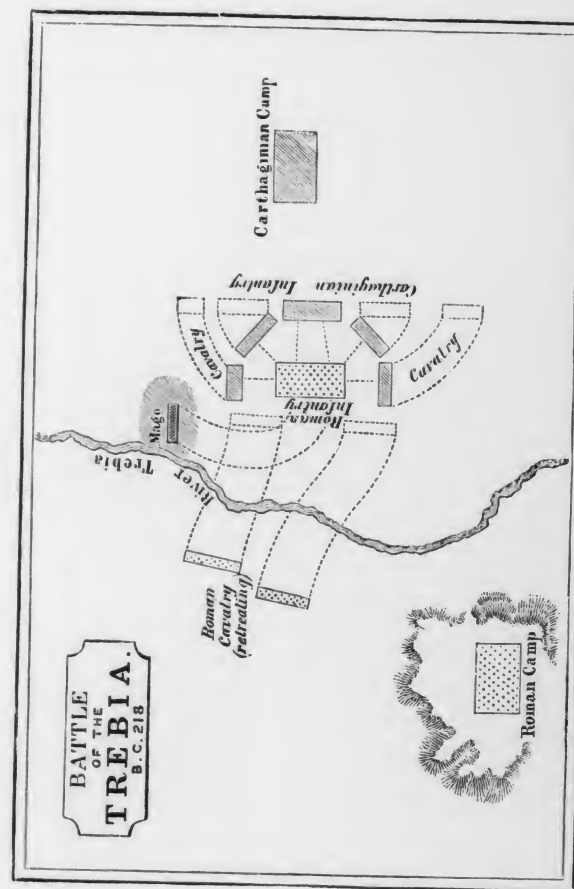 BATTLE
OF THE
TREBIA.
B.C. 218
Carthaginian Camp
Carthaginian
Infantry
Cavalry
Cavalry
Mago
River Trebia
Roman
Infantry
Roman
Cavalry
(retreating)
Roman Camp